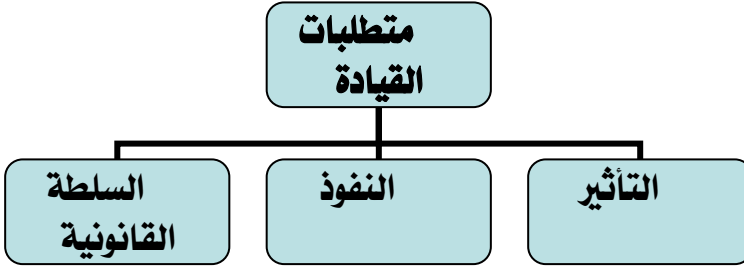 متطلبات
القيادة
التأثير
النفوذ
السلطة
القانونية